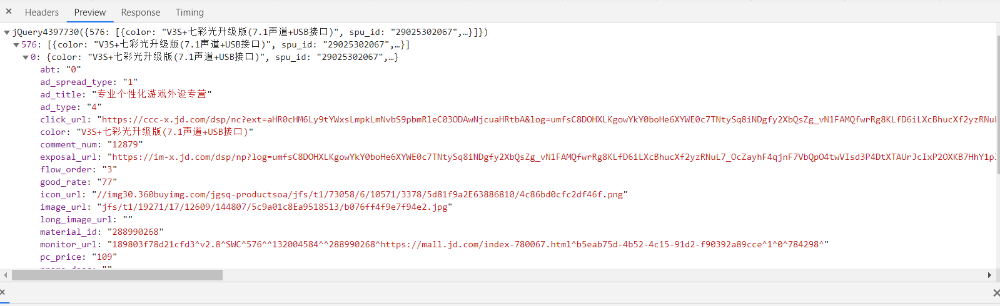 Headers Preview Response Timing
jQuery4397730({576: [{color: "V3S+七彩光升级版(7.1声道+USB接口)", spu_id: "29025302067",…}]})
576: [{color: "V3S+七彩光升级版(7.1声道+USB接口)", spu_id: "29025302067",…}]
0: {color: "V3S+七彩光升级版(7.1声道+USB接口)", spu_id: "29025302067",…}
abt: "0"
ad_spread_type: "1"
ad_title: "专业个性化游戏外设专营"
ad_type: "4"
click_url: "https://ccc-x.jd.com/dsp/nc?ext=aHR0cHM6Ly9tYWxsLmpkLmNvbS9pbmRleC03ODAwNjcuaHRtbA&log=umfsC8DOHXLKgowYkY0boHe6XYWE0c7TNtySq8iNDgfy2XbQsZg_vN1FAMQfwrRg8KLfD6iLXcBhucXf2yzRNuL
color: "V3S+七彩光升级版(7.1声道+USB接口)"
comment_num: "12879"
exposal_url: "https://im-x.jd.com/dsp/np?log=umfsC8DOHXLKgowYkY0boHe6XYWE0c7TNtySq8iNDgfy2XbQsZg_vN1FAMQfwrRg8KLfD6iLXcBhucXf2yzRNuL7_OcZayhF4qjnF7VbQpO4twVIsd3P4DtXTAUrJcIxP2OXKB7HhY1pl
flow_order: "3"
good_rate: "77"
icon_url: "//img30.360buyimg.com/jgsq-productsoa/jfs/t1/73058/6/10571/3378/5d81f9a2E63886810/4c86bd0cfc2df46f.png"
image_url: "jfs/t1/19271/17/12609/144807/5c9a01c8Ea9518513/b076ff4f9e7f94e2.jpg"
long_image_url: ""
material_id: "288990268"
monitor_url: "189803f78d21cfd3^v2.8^SWC^576^^132004584^^288990268^https://mall.jd.com/index-780067.html^b5eab75d-4b52-4c15-91d2-f90392a89cce^1^0^784298^"
pc_price: "109"